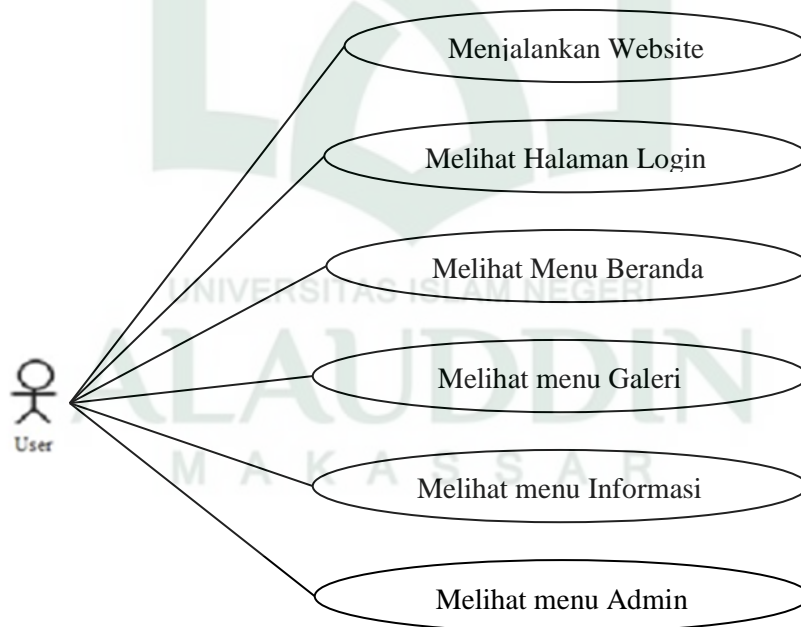 Menjalankan Website
Melihat Halaman Login
Melihat Menu Beranda
UNIVERSITAS ISLAM NEGERI
Melihat menu Galeri
ALAUDDIN
User
MAKASSAR
Melihat menu Informasi
Melihat menu Admin